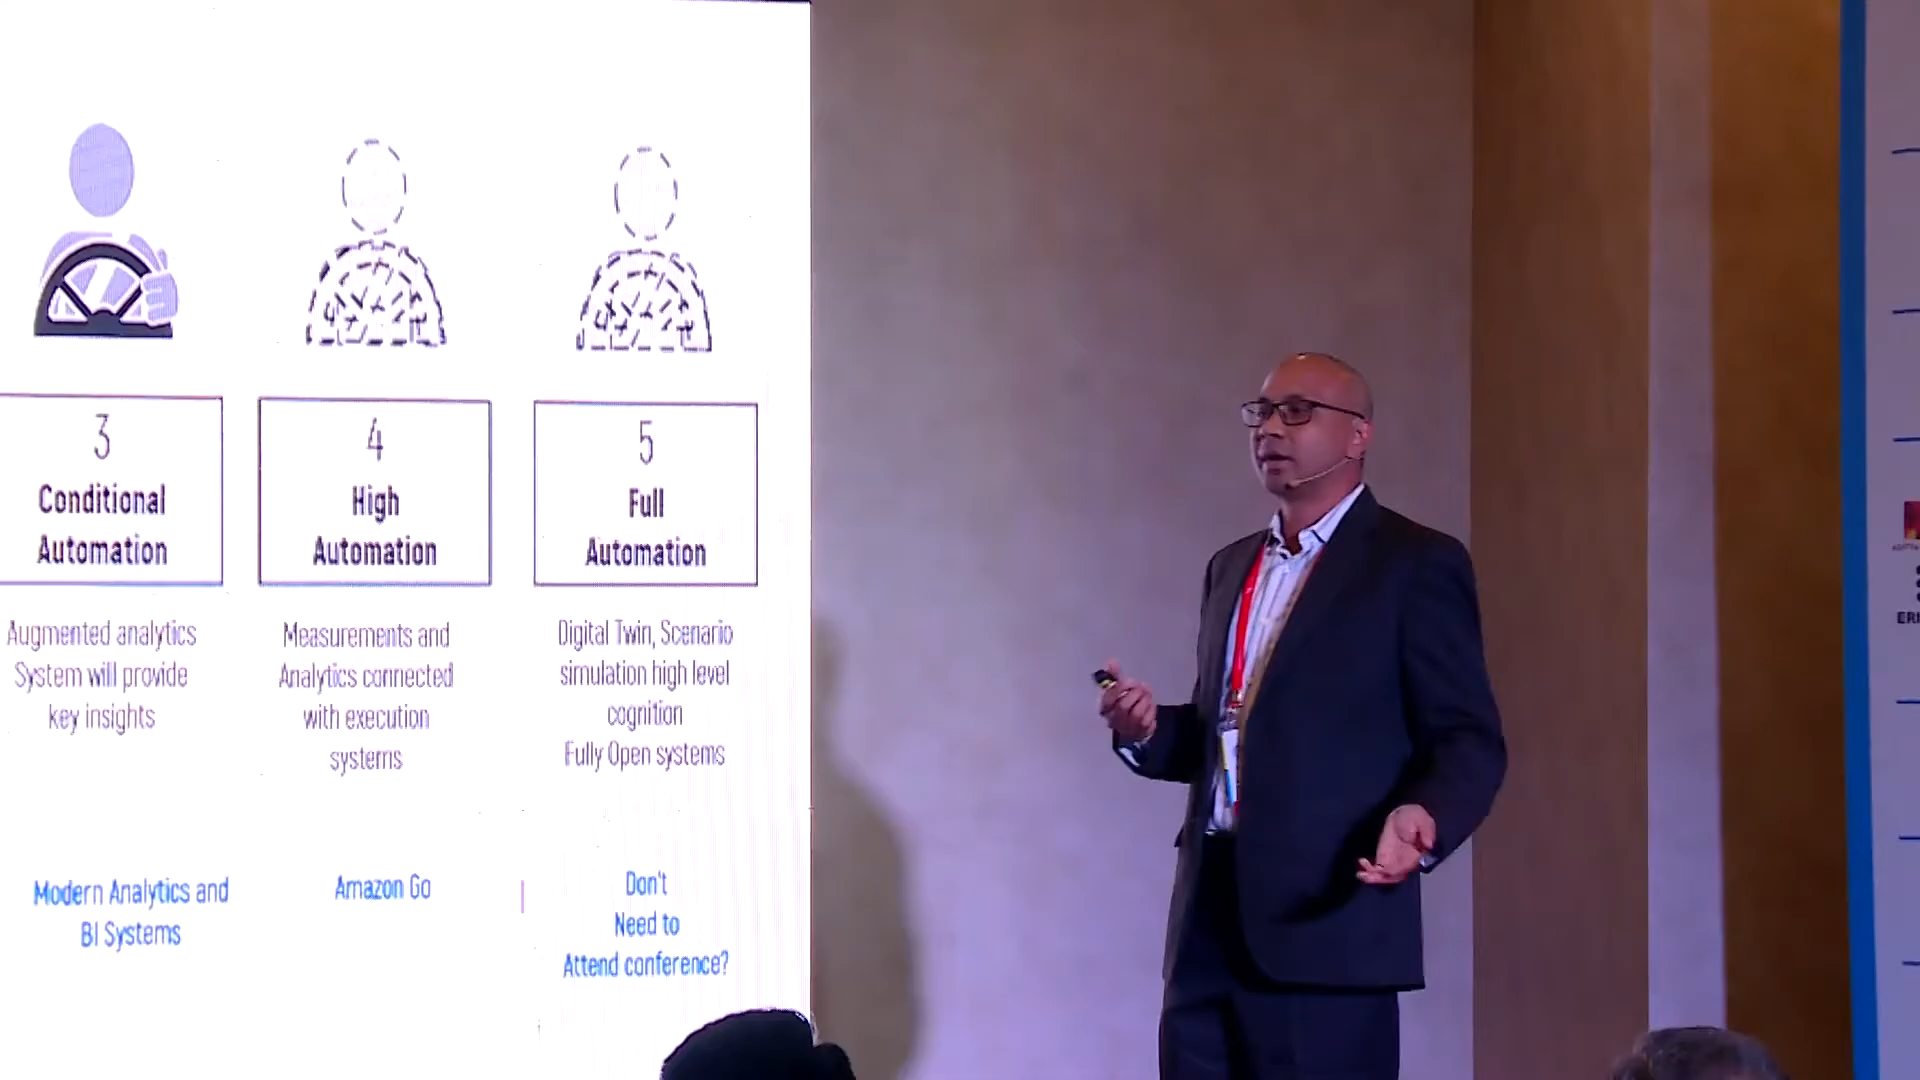 3
Conditional
Automation
Augmented analytics
System will provide
key insights
Modern Analytics and
BI Systems
4
High
Automation
Measurements and
Analytics connected
with execution
systems
Amazon Go
5
Full
Automation
Digital Twin, Scenario
simulation high level
cognition
Fully Open systems
Don't
Need to
Attend conference?